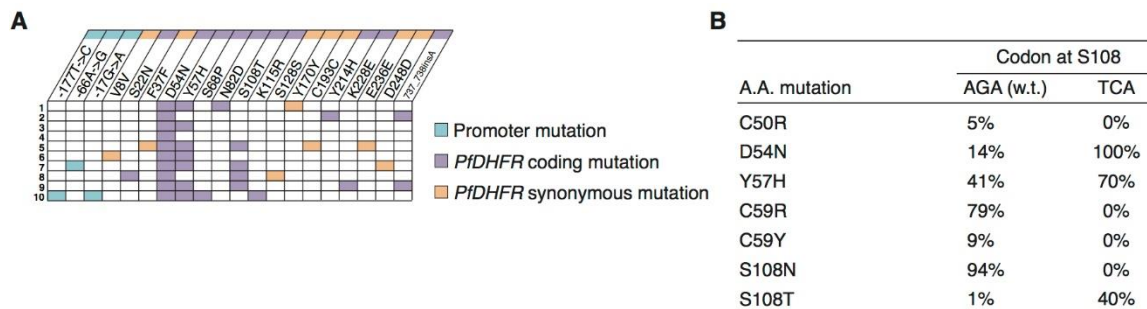 A
-177T->C
-66A->G
-17G->A
V8V
S22N
F37F
D54N
Y57H
S68P
N82D
S108T
K115R
S128S
Y170Y
C193C
Y214H
K228E
E236E
D248D
737_738insA
1
2
3
4
5
6
7
8
9
10
Promoter mutation
PfDHFR coding mutation
PfDHFR synonymous mutation
B
Codon at S108
A.A. mutation AGA (w.t.) TCA
C50R 5% 0%
D54N 14% 100%
Y57H 41% 70%
C59R 79% 0%
C59Y 9% 0%
S108N 94% 0%
S108T 1% 40%